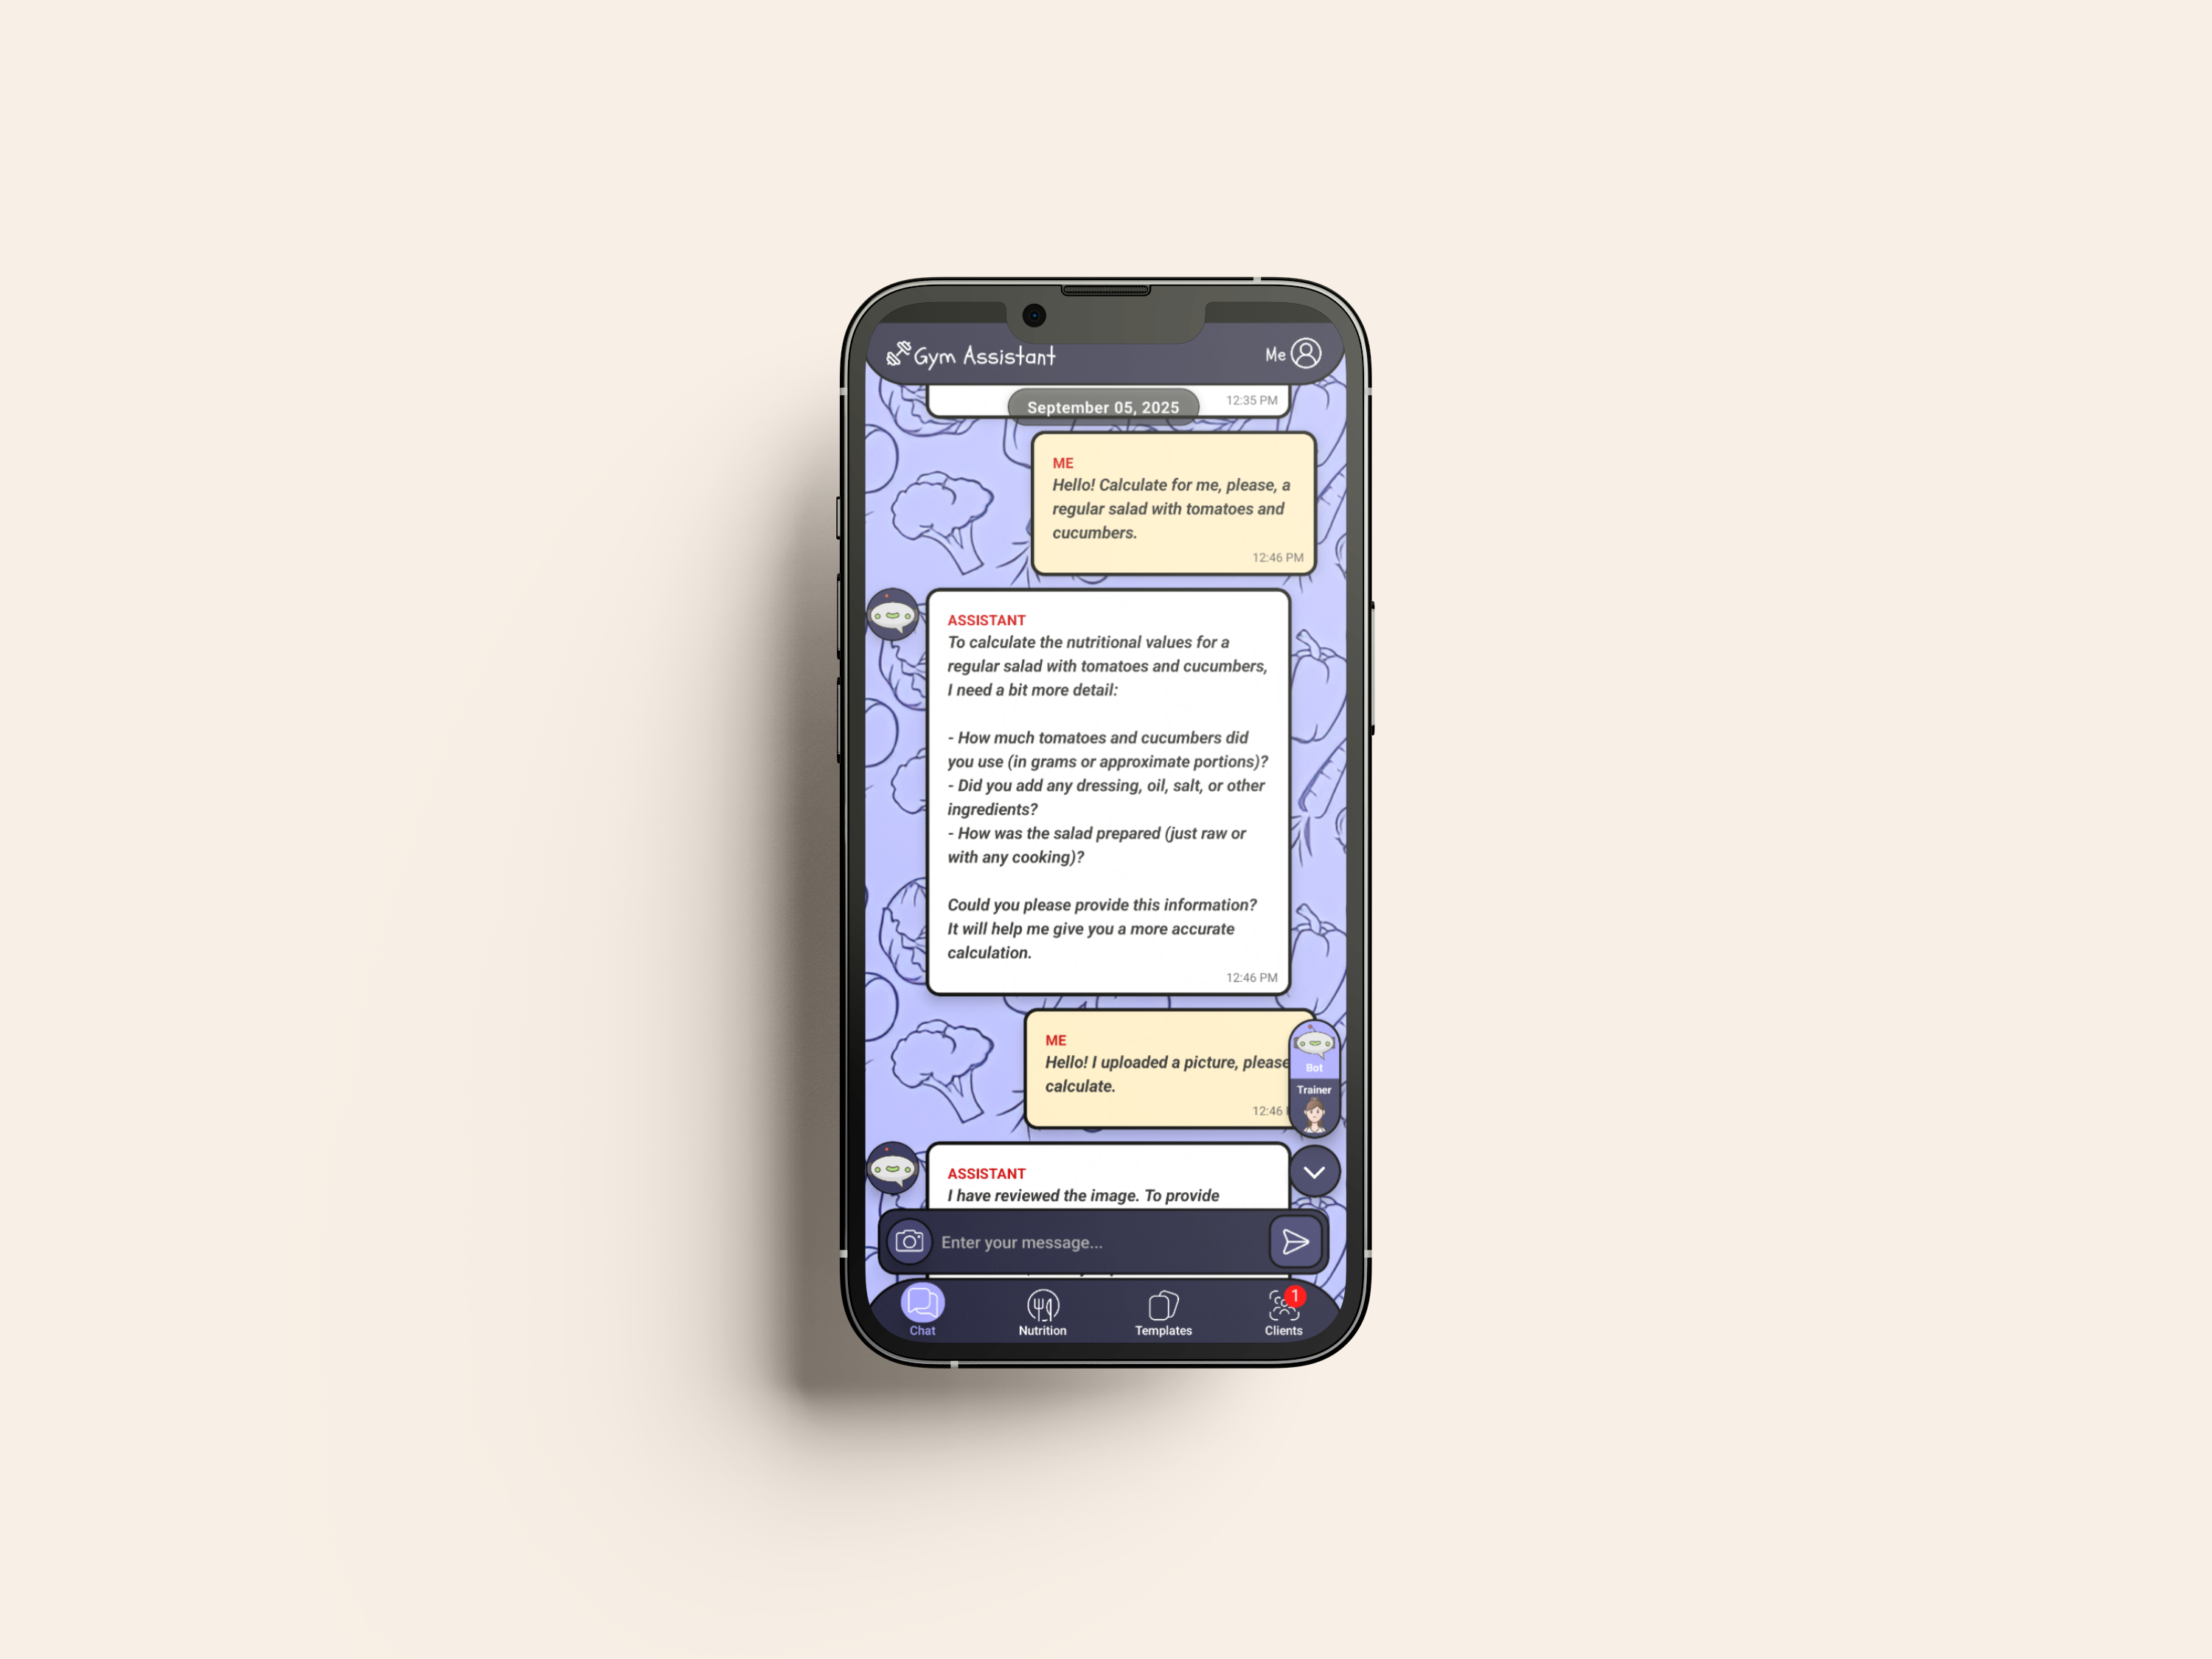 Gym Assistant
Me
12:35 PM
September 05, 2025
ME
Hello! Calculate for me, please, a
regular salad with tomatoes and
cucumbers.
12:46 PM
ASSISTANT
To calculate the nutritional values for a
regular salad with tomatoes and cucumbers,
I need a bit more detail:
- How much tomatoes and cucumbers did
you use (in grams or approximate portions)?
- Did you add any dressing, oil, salt, or other
ingredients?
- How was the salad prepared (just raw or
with any cooking)?
Could you please provide this information?
It will help me give you a more accurate
calculation.
12:46 PM
ME
Hello! I uploaded a picture, please
calculate.
12:46
Bot
Trainer
ASSISTANT
I have reviewed the image. To provide
Enter your message...
Chat
Nutrition
Templates
1
Clients